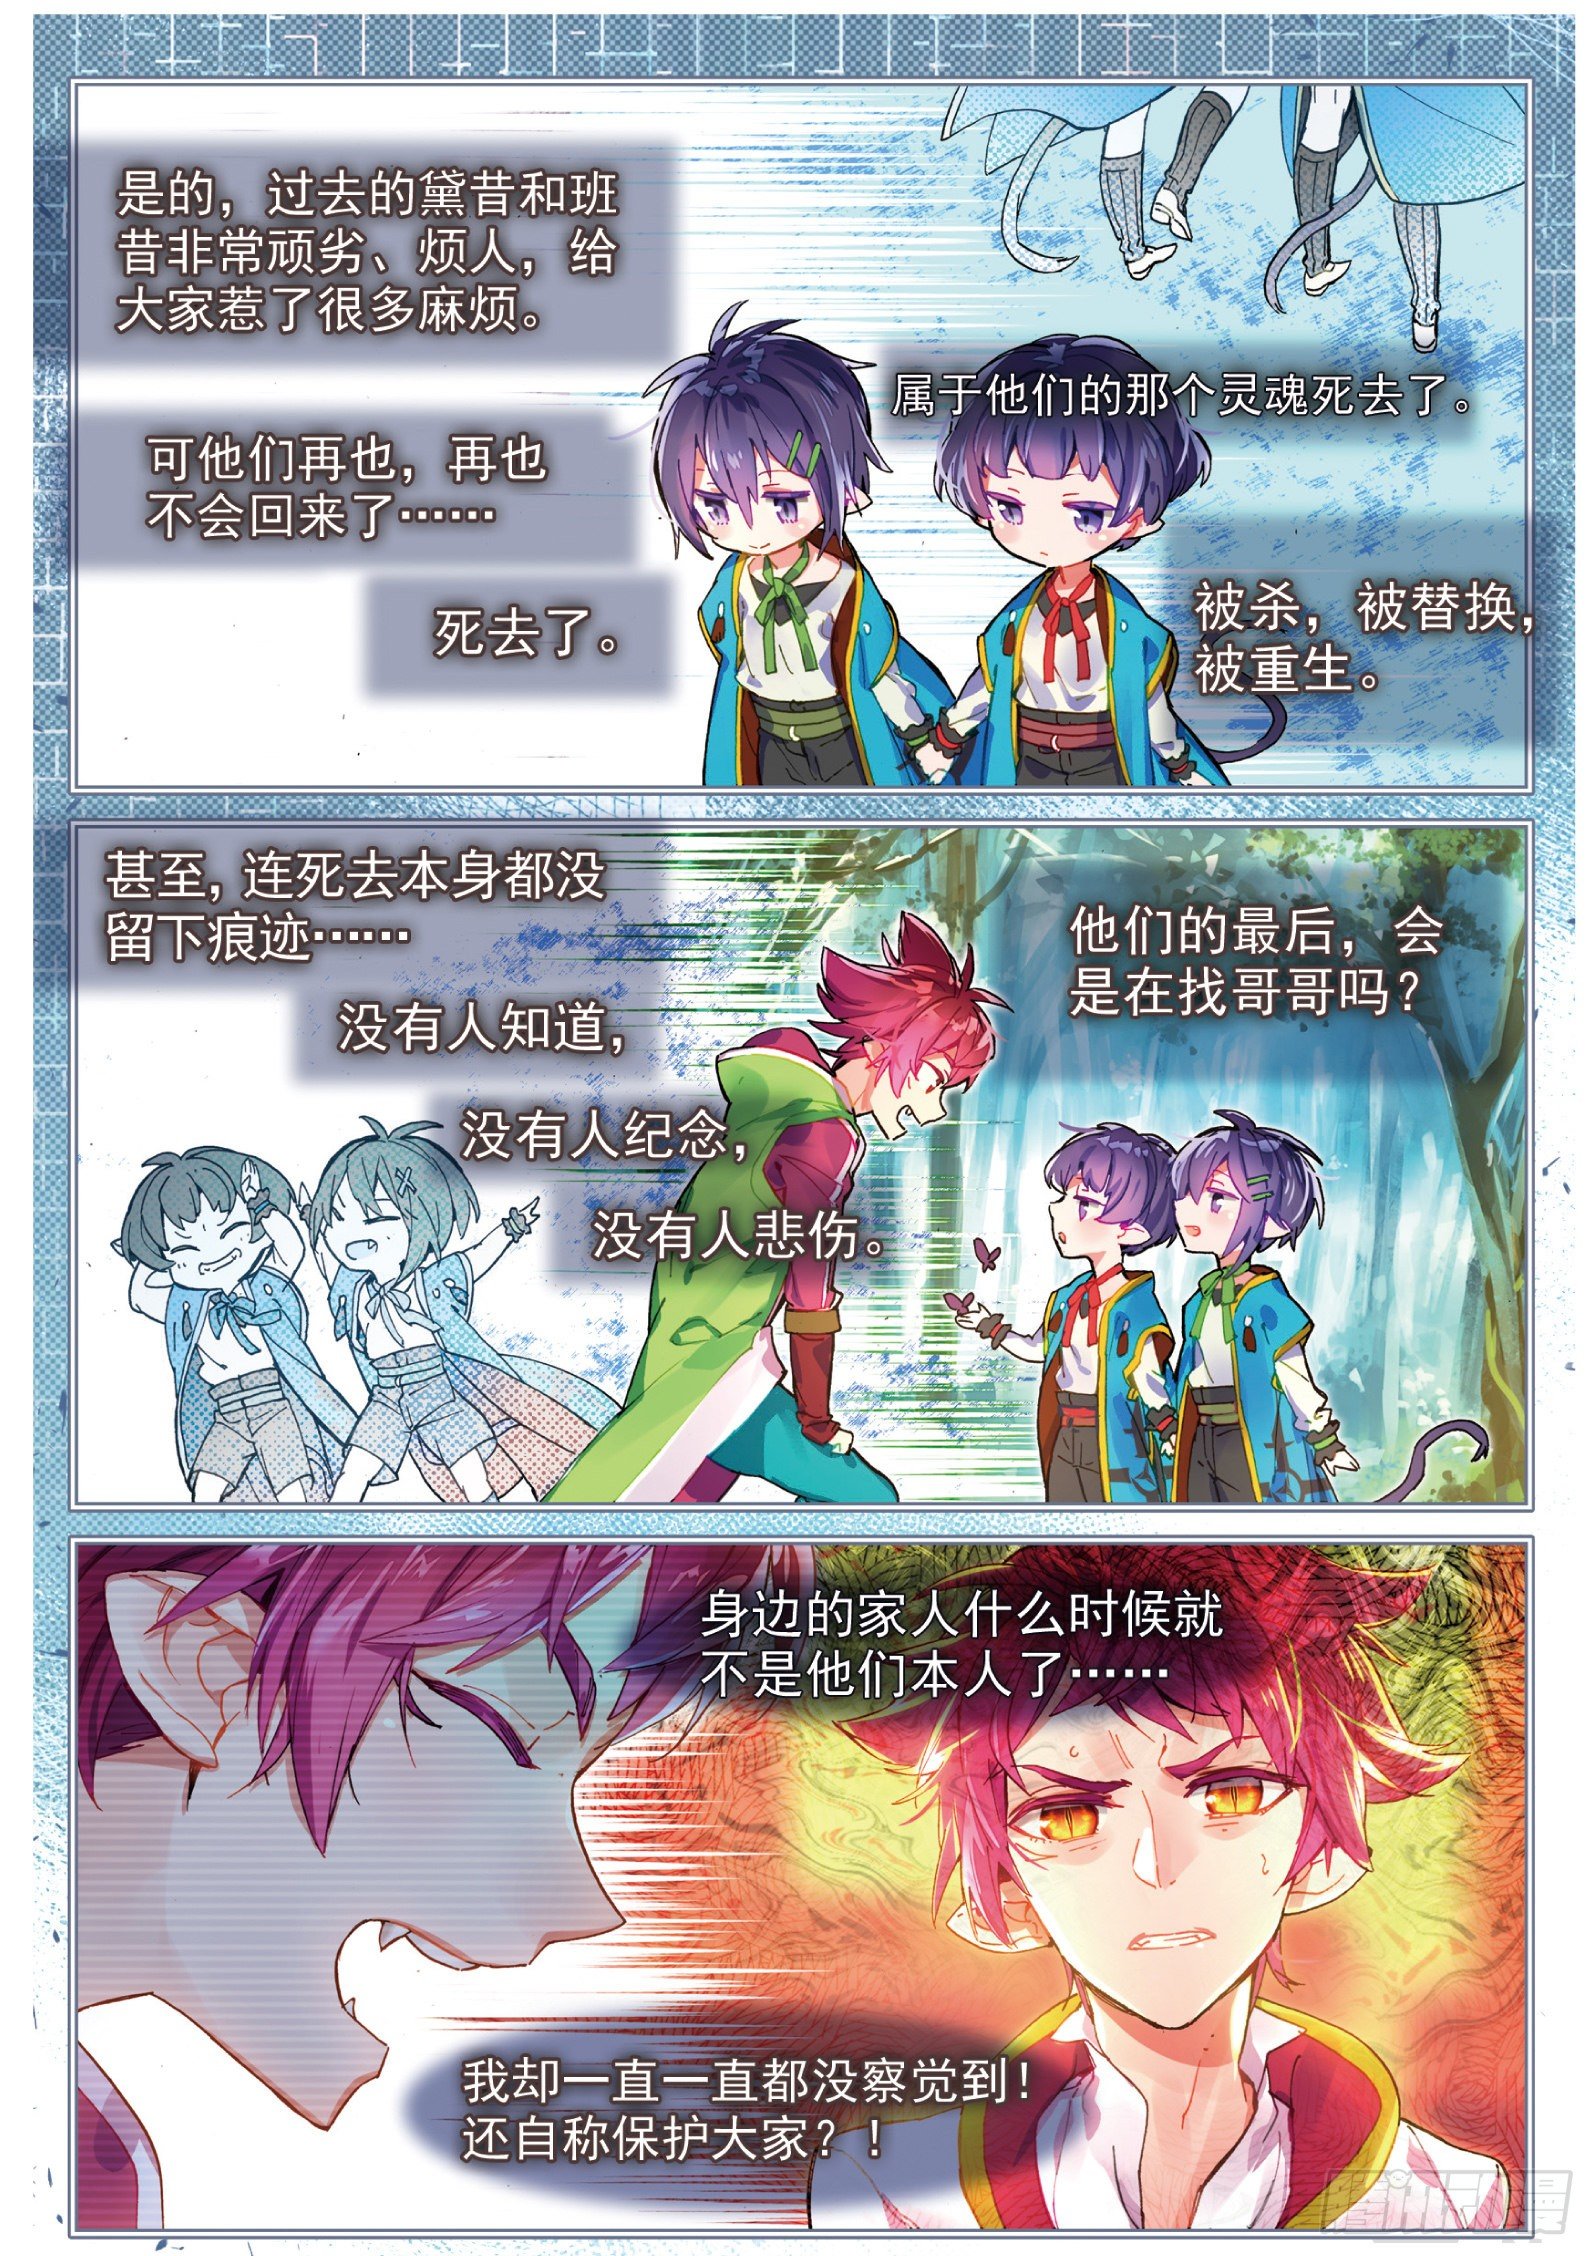 是的，过去的黛昔和班
昔非常顽劣、烦人，给
大家惹了很多麻烦。
可他们再也，再也
不会回来了……
死去了。
属于他们的那个灵魂死去了。
被杀，被替换，
被重生。
甚至，连死去本身都没
留下痕迹……
没有人知道，
没有人纪念，
没有人悲伤。
他们的最后，会
是在找哥哥吗？
身边的家人什么时候就
不是他们本人了……
我却一直一直都没察觉到！
还自称保护大家？！